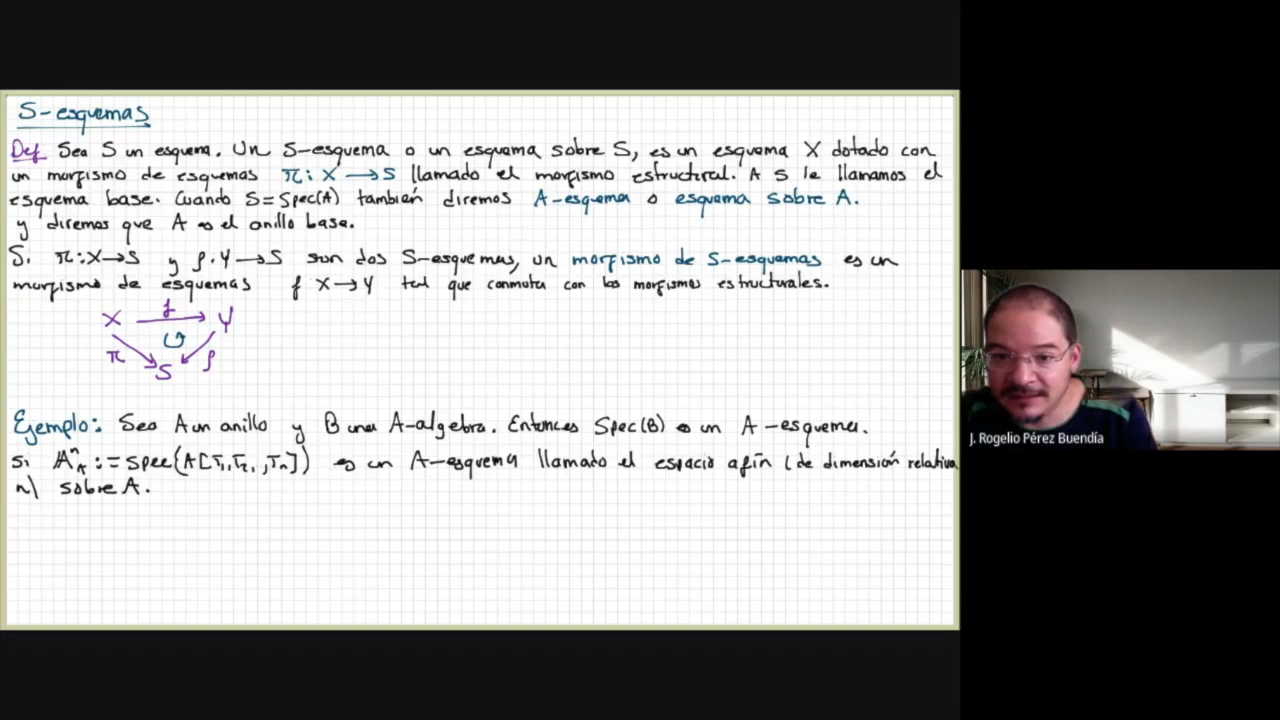 S-esquemas
Def Sea S un esquema. Un S-esquema o un esquema sobre S, es un esquema X dotado con
un morfismo de esquemas π: X → S llamado el morfismo estructural. A S le llamamos el
esquema base. Cuando S=Spec(A) también diremos A-esquema o esquema sobre A.
y diremos que A es el anillo base.
Si π:X→S y ρ.Y→S son dos S-esquemas, un morfismo de S-esquemas es un
morfismo de esquemas f X→Y tal que conmuta con los morfismos estructurales.
X f Y
π S ρ
Ejemplo: Sea A un anillo y B una A-algebra. Entonces Spec(B) es un A-esquema.
Si 𝔸ⁿ_A := Spec(A[T₁,T₂, ,Tₙ]) es un A-esquema llamado el espacio afín (de dimensión relativa
n) sobre A.
J. Rogelio Pérez Buendía